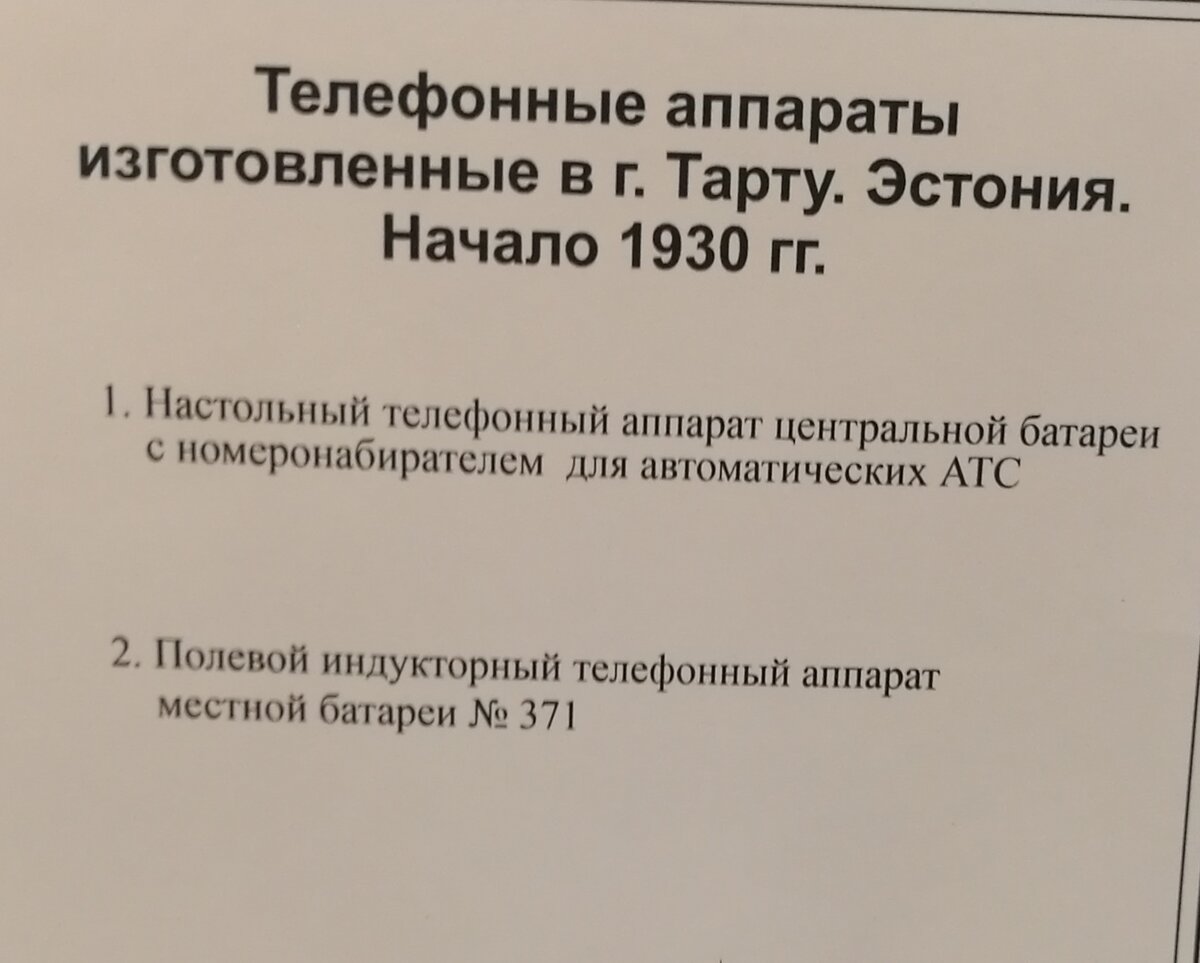 Телефонные аппараты
изготовленные в г. Тарту. Эстония.
Начало 1930 гг.
1. Настольный телефонный аппарат центральной батареи
с номеронабирателем для автоматических АТС
2. Полевой индукторный телефонный аппарат
местной батареи № 371